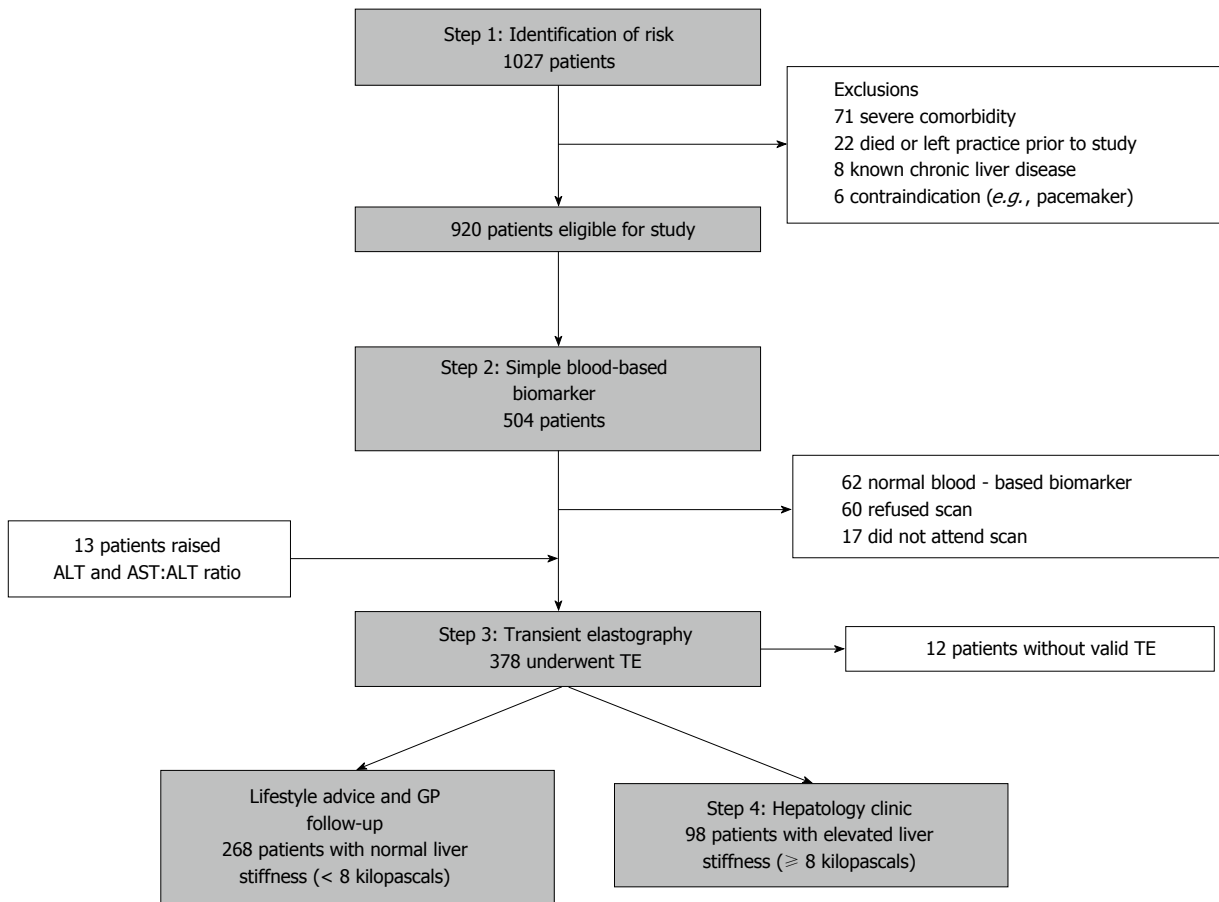 Step 1: Identification of risk
1027 patients
Exclusions
71 severe comorbidity
22 died or left practice prior to study
8 known chronic liver disease
6 contraindication (e.g., pacemaker)
920 patients eligible for study
Step 2: Simple blood-based
biomarker
504 patients
62 normal blood - based biomarker
60 refused scan
17 did not attend scan
13 patients raised
ALT and AST:ALT ratio
Step 3: Transient elastography
378 underwent TE
12 patients without valid TE
Lifestyle advice and GP
follow-up
268 patients with normal liver
stiffness (< 8 kilopascals)
Step 4: Hepatology clinic
98 patients with elevated liver
stiffness (≥ 8 kilopascals)